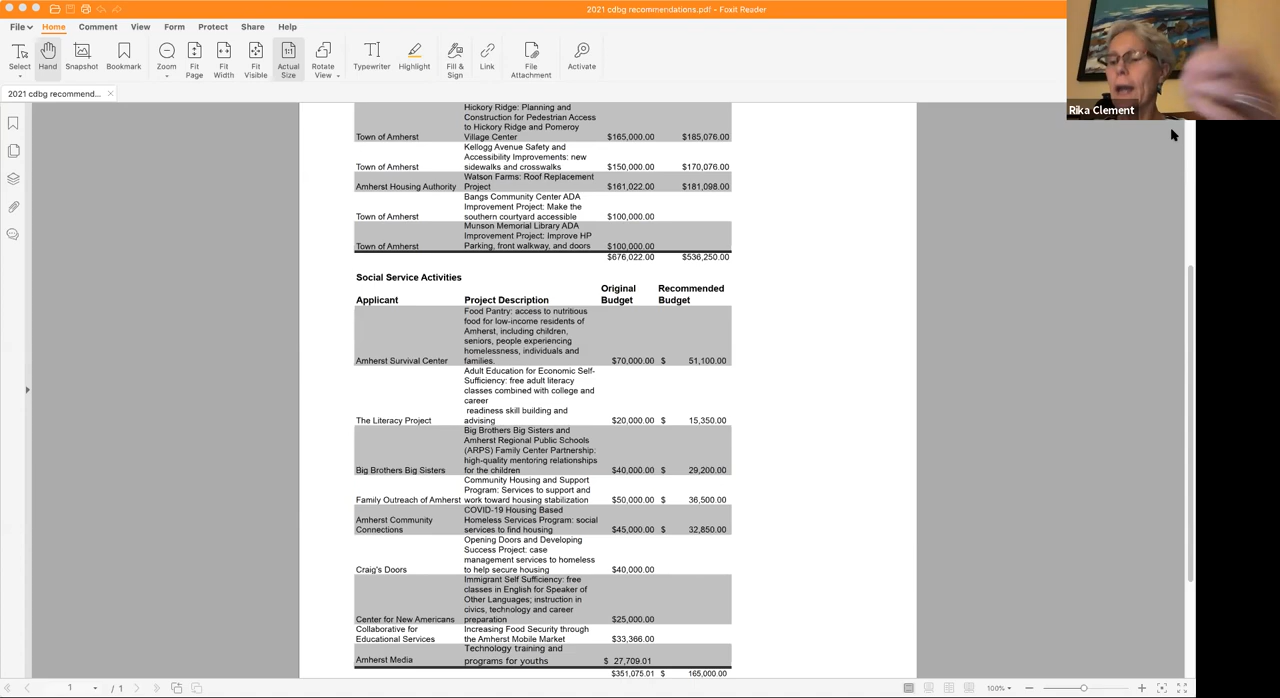 2021 cdbg recommendations.pdf - Foxit Reader
File
Home
Comment
View
Form
Protect
Share
Help
Select
Hand
Snapshot
Bookmark
Zoom
Fit
Page
Fit
Width
Fit
Visible
Actual
Size
Rotate
View
Typewriter
Highlight
Fill &
Sign
Link
File
Attachment
Activate
2021 cdbg recommend...
Rika Clement
Hickory Ridge: Planning and
Construction for Pedestrian Access
to Hickory Ridge and Pomeroy
Town of Amherst Village Center $165,000.00 $185,076.00
Kellogg Avenue Safety and
Accessibility Improvements: new
Town of Amherst sidewalks and crosswalks $150,000.00 $170,076.00
Watson Farms: Roof Replacement
Amherst Housing Authority Project $161,022.00 $181,098.00
Bangs Community Center ADA
Improvement Project: Make the
Town of Amherst southern courtyard accessible $100,000.00
Munson Memorial Library ADA
Improvement Project: Improve HP
Town of Amherst Parking, front walkway, and doors $100,000.00
$676,022.00 $536,250.00
Social Service Activities
Original Recommended
Applicant Project Description Budget Budget
Food Pantry: access to nutritious
food for low-income residents of
Amherst, including children,
seniors, people experiencing
homelessness, individuals and
Amherst Survival Center families. $70,000.00 $ 51,100.00
Adult Education for Economic Self-
Sufficiency: free adult literacy
classes combined with college and
career
readiness skill building and
The Literacy Project advising $20,000.00 $ 15,350.00
Big Brothers Big Sisters and
Amherst Regional Public Schools
(ARPS) Family Center Partnership:
high-quality mentoring relationships
Big Brothers Big Sisters for the children $40,000.00 $ 29,200.00
Community Housing and Support
Program: Services to support and
Family Outreach of Amherst work toward housing stabilization $50,000.00 $ 36,500.00
COVID-19 Housing Based
Amherst Community Homeless Services Program: social
Connections services to find housing $45,000.00 $ 32,850.00
Opening Doors and Developing
Success Project: case
management services to homeless
Craig's Doors to help secure housing $40,000.00
Immigrant Self Sufficiency: free
classes in English for Speaker of
Other Languages; instruction in
civics, technology and career
Center for New Americans preparation $25,000.00
Collaborative for Increasing Food Security through
Educational Services the Amherst Mobile Market $33,366.00
Technology training and
Amherst Media programs for youths $ 27,709.01
$351,075.01 $ 165,000.00
1 / 1
100%